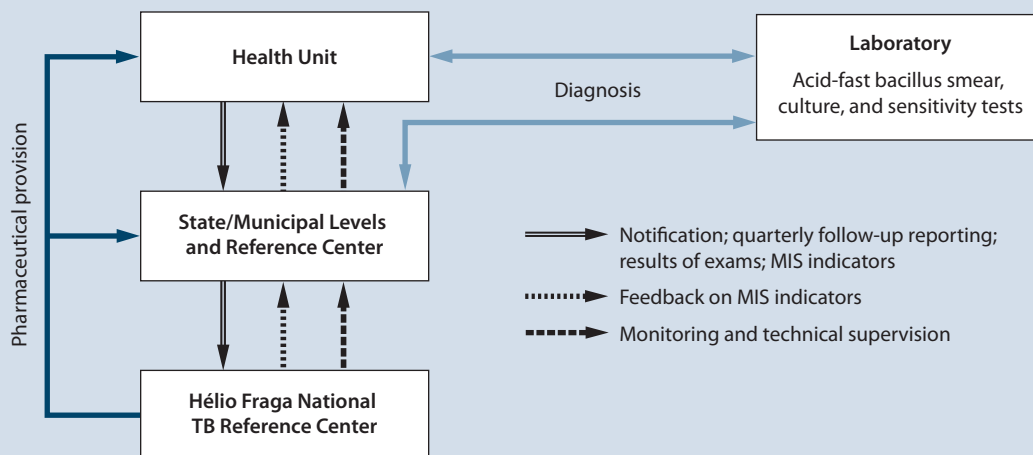 Health Unit
Laboratory
Acid-fast bacillus smear,
culture, and sensitivity tests
Diagnosis
Pharmaceutical provision
State/Municipal Levels
and Reference Center
Notification; quarterly follow-up reporting;
results of exams; MIS indicators
Feedback on MIS indicators
Monitoring and technical supervision
Hélio Fraga National
TB Reference Center